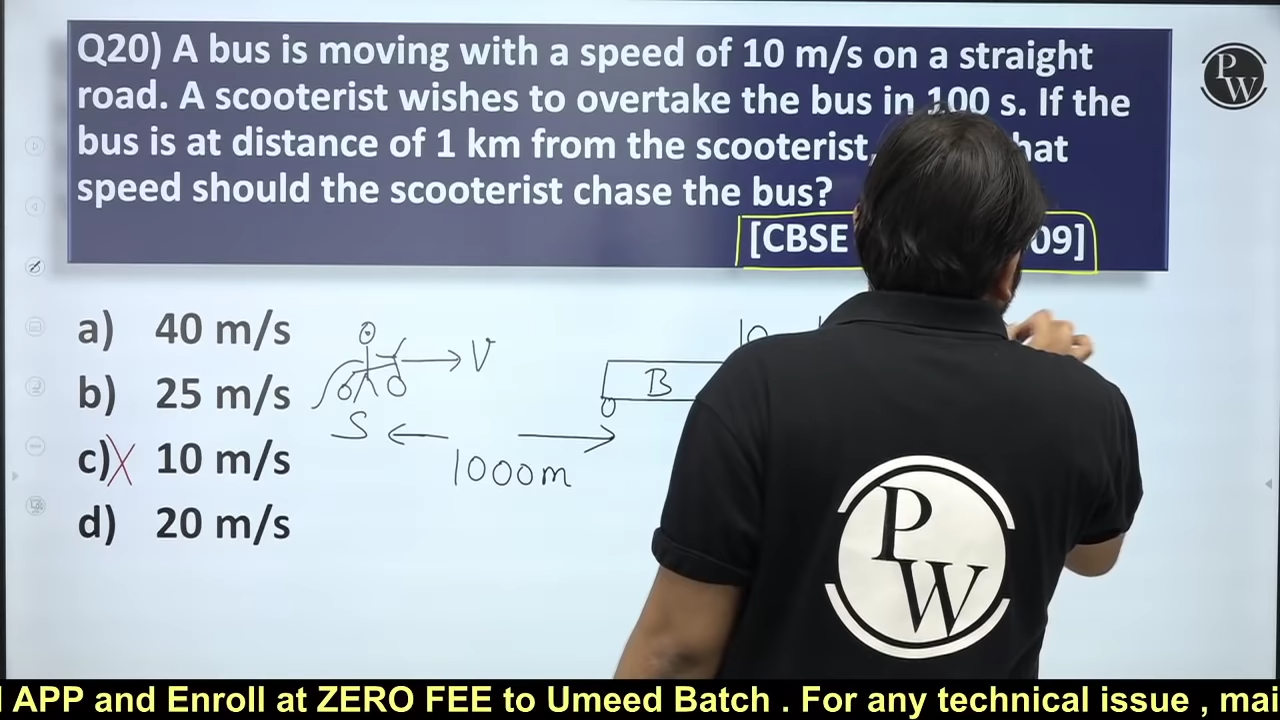 Q20) A bus is moving with a speed of 10 m/s on a straight
road. A scooterist wishes to overtake the bus in 100 s. If the
bus is at distance of 1 km from the scooterist,
speed should the scooterist chase the bus?
[CBSE 09]
PW
a) 40 m/s
b) 25 m/s
c) 10 m/s
d) 20 m/s
V
10
B
S
1000m
PW
APP and Enroll at ZERO FEE to Umeed Batch . For any technical issue ,